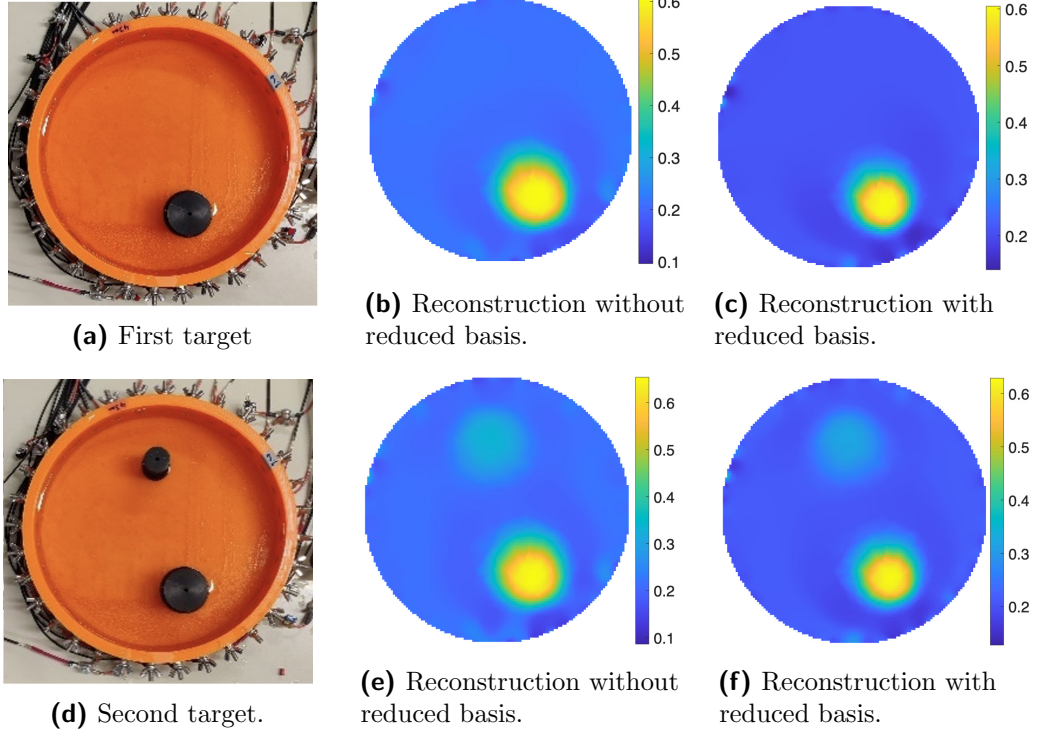 0.6
0.5
0.4
0.3
0.2
0.1
0.6
0.5
0.4
0.3
0.2
(a) First target
(b) Reconstruction without
reduced basis.
(c) Reconstruction with
reduced basis.
0.6
0.5
0.4
0.3
0.2
0.1
0.6
0.5
0.4
0.3
0.2
(d) Second target.
(e) Reconstruction without
reduced basis.
(f) Reconstruction with
reduced basis.